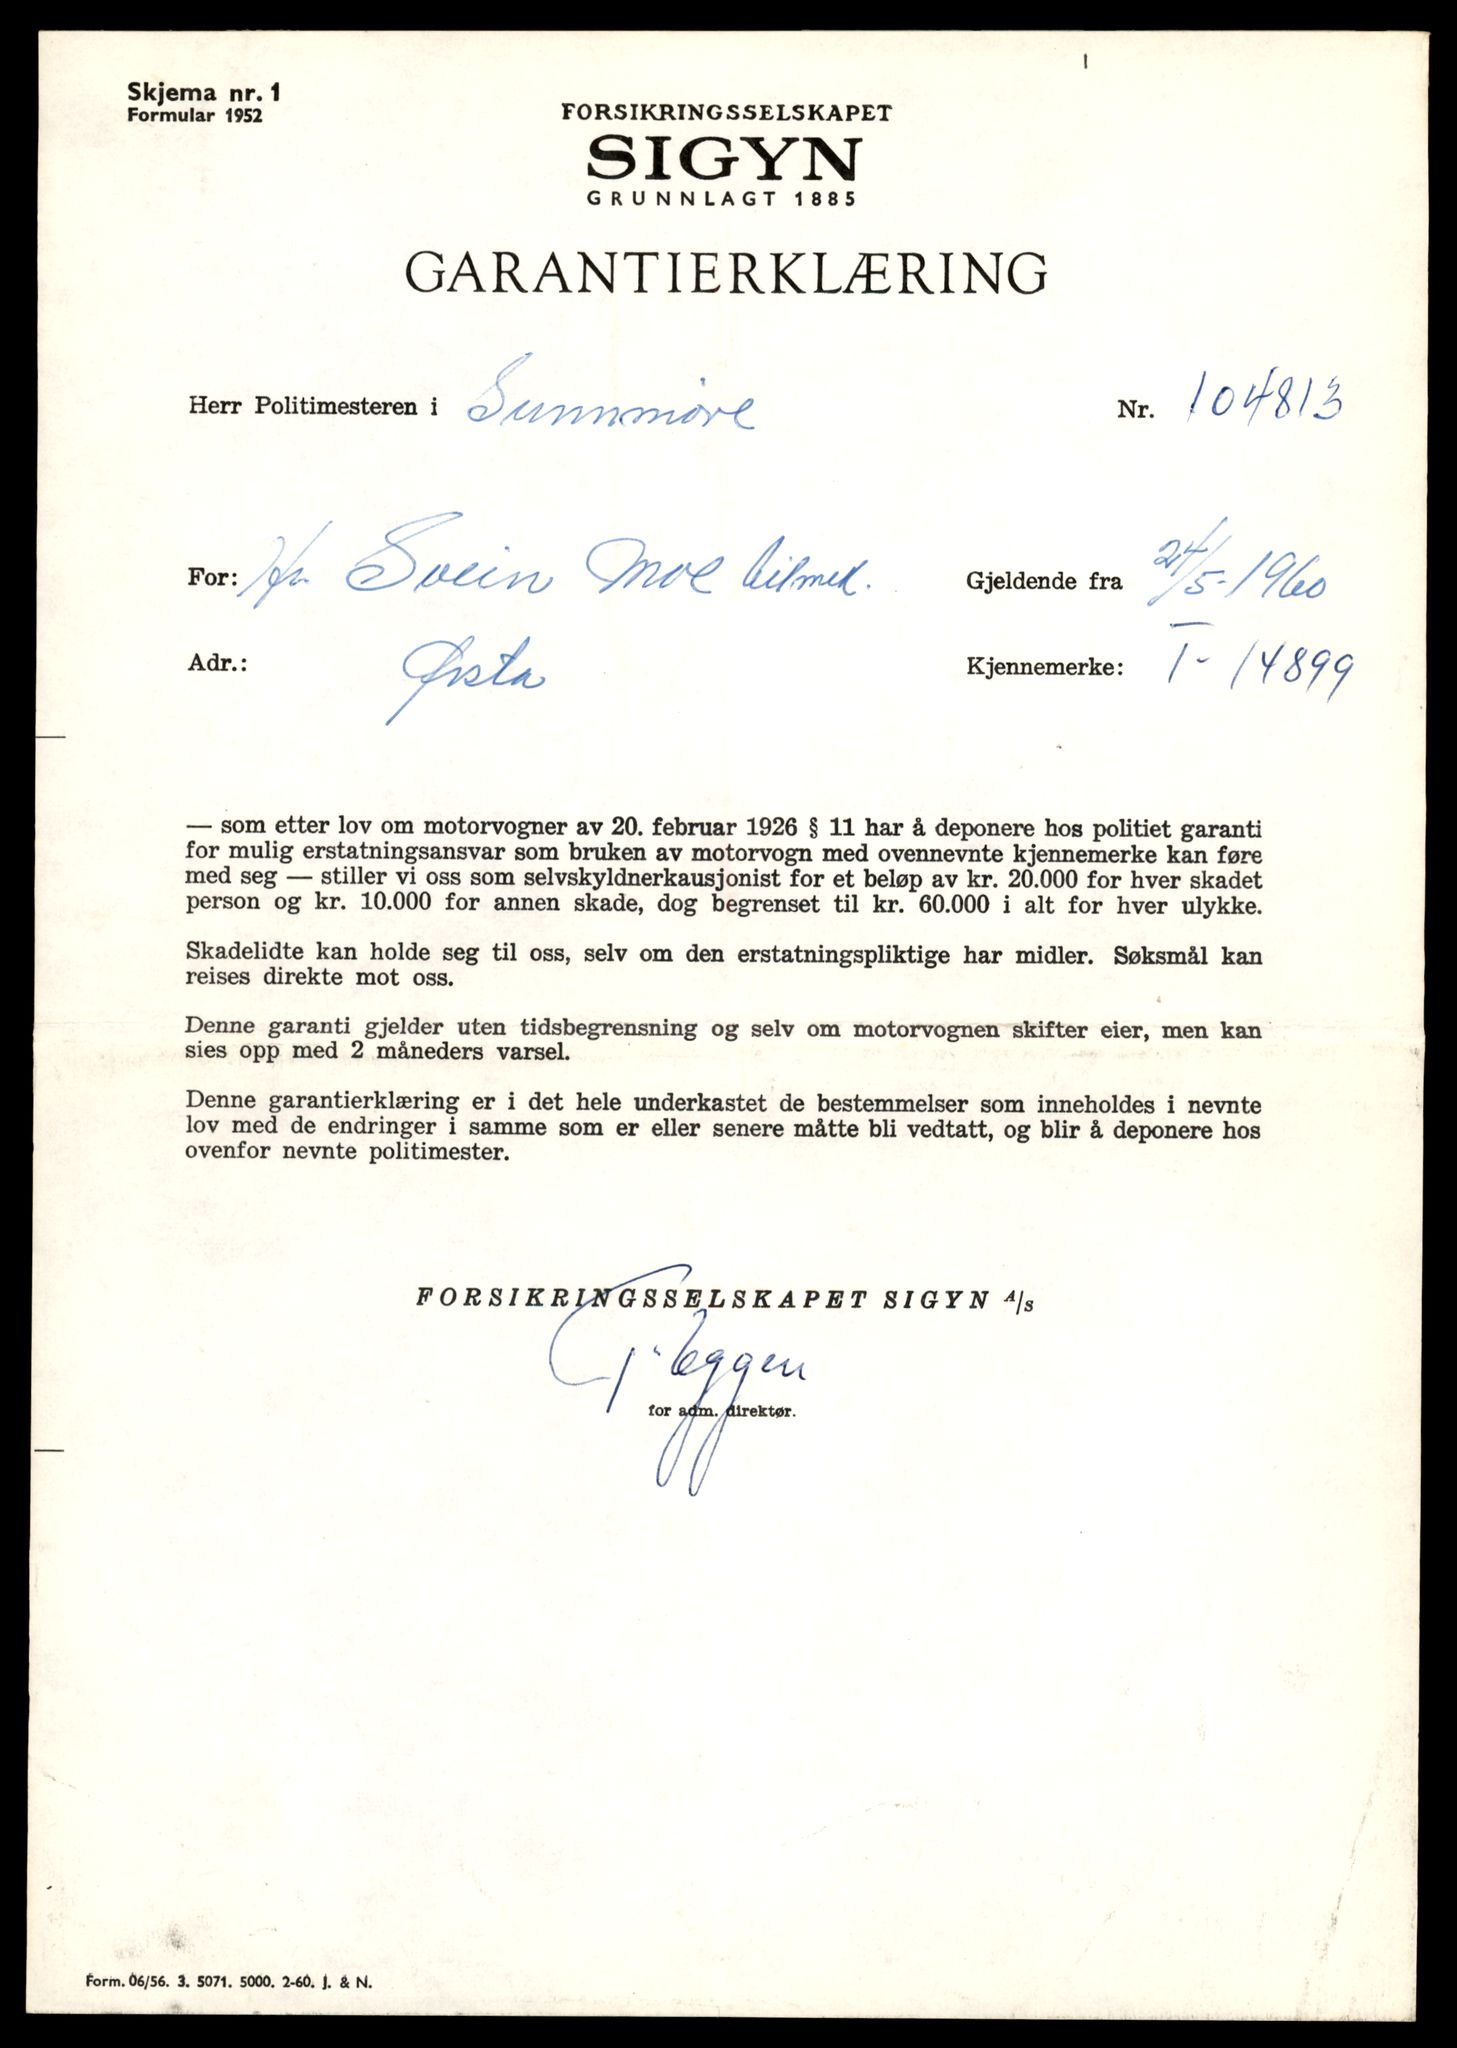 Skjema nr. 1
Formular 1952
FORSIKRINGSSELSKAPET
SIGYN
GRUNNLAGT 1885
GARANTIERKLÆRING
Herr Politimesteren i Sunnmöre
Nr. 104813
For: Hr. Svein Moe bilmek.
Gjeldende fra 24/5-1960
Adr.: Ørsta
Kjennemerke: T- 14899
— som etter lov om motorvogner av 20. februar 1926 § 11 har å deponere hos politiet garanti
for mulig erstatningsansvar som bruken av motorvogn med ovennevnte kjennemerke kan føre
med seg — stiller vi oss som selvskyldnerkausjonist for et beløp av kr. 20.000 for hver skadet
person og kr. 10.000 for annen skade, dog begrenset til kr. 60.000 i alt for hver ulykke.
Skadelidte kan holde seg til oss, selv om den erstatningspliktige har midler. Søksmål kan
reises direkte mot oss.
Denne garanti gjelder uten tidsbegrensning og selv om motorvognen skifter eier, men kan
sies opp med 2 måneders varsel.
Denne garantierklæring er i det hele underkastet de bestemmelser som inneholdes i nevnte
lov med de endringer i samme som er eller senere måtte bli vedtatt, og blir å deponere hos
ovenfor nevnte politimester.
FORSIKRINGSSELSKAPET SIGYN A/S
Eggen
for adm. direktør.
Form. 06/56. 3. 5071. 5000. 2-60. J. & N.